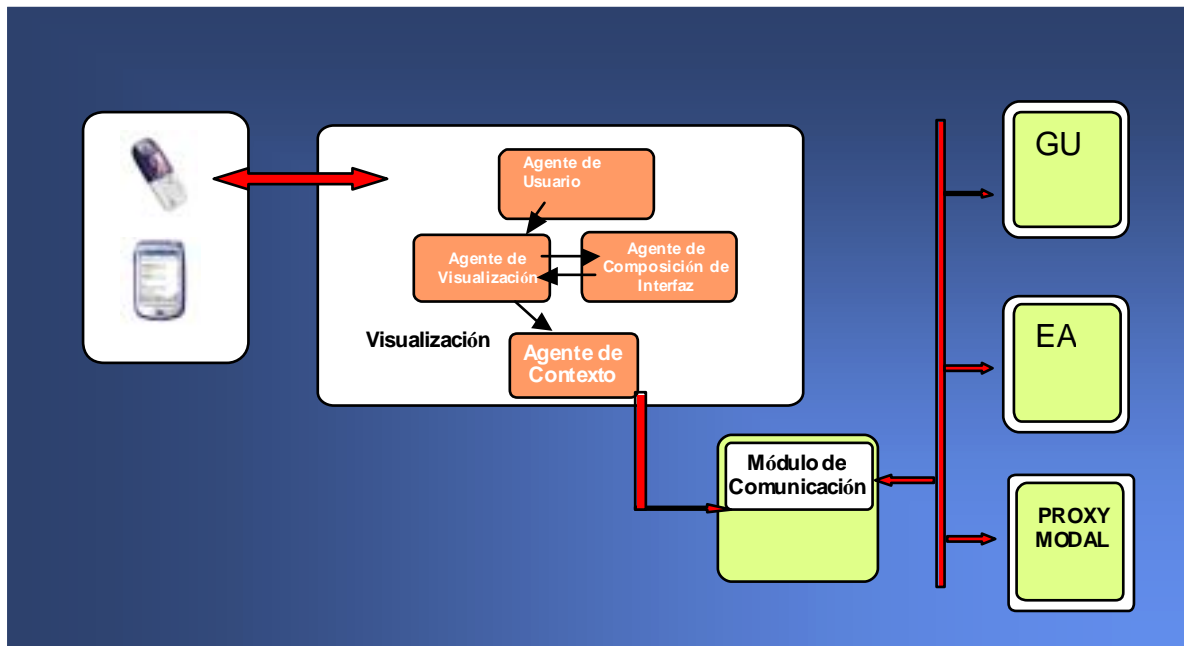 Agente de
Usuario
Agente de
Visualización
Agente de
Composición de
Interfaz
Visualización
Agente de
Contexto
Módulo de
Comunicación
GU
EA
PROXY
MODAL